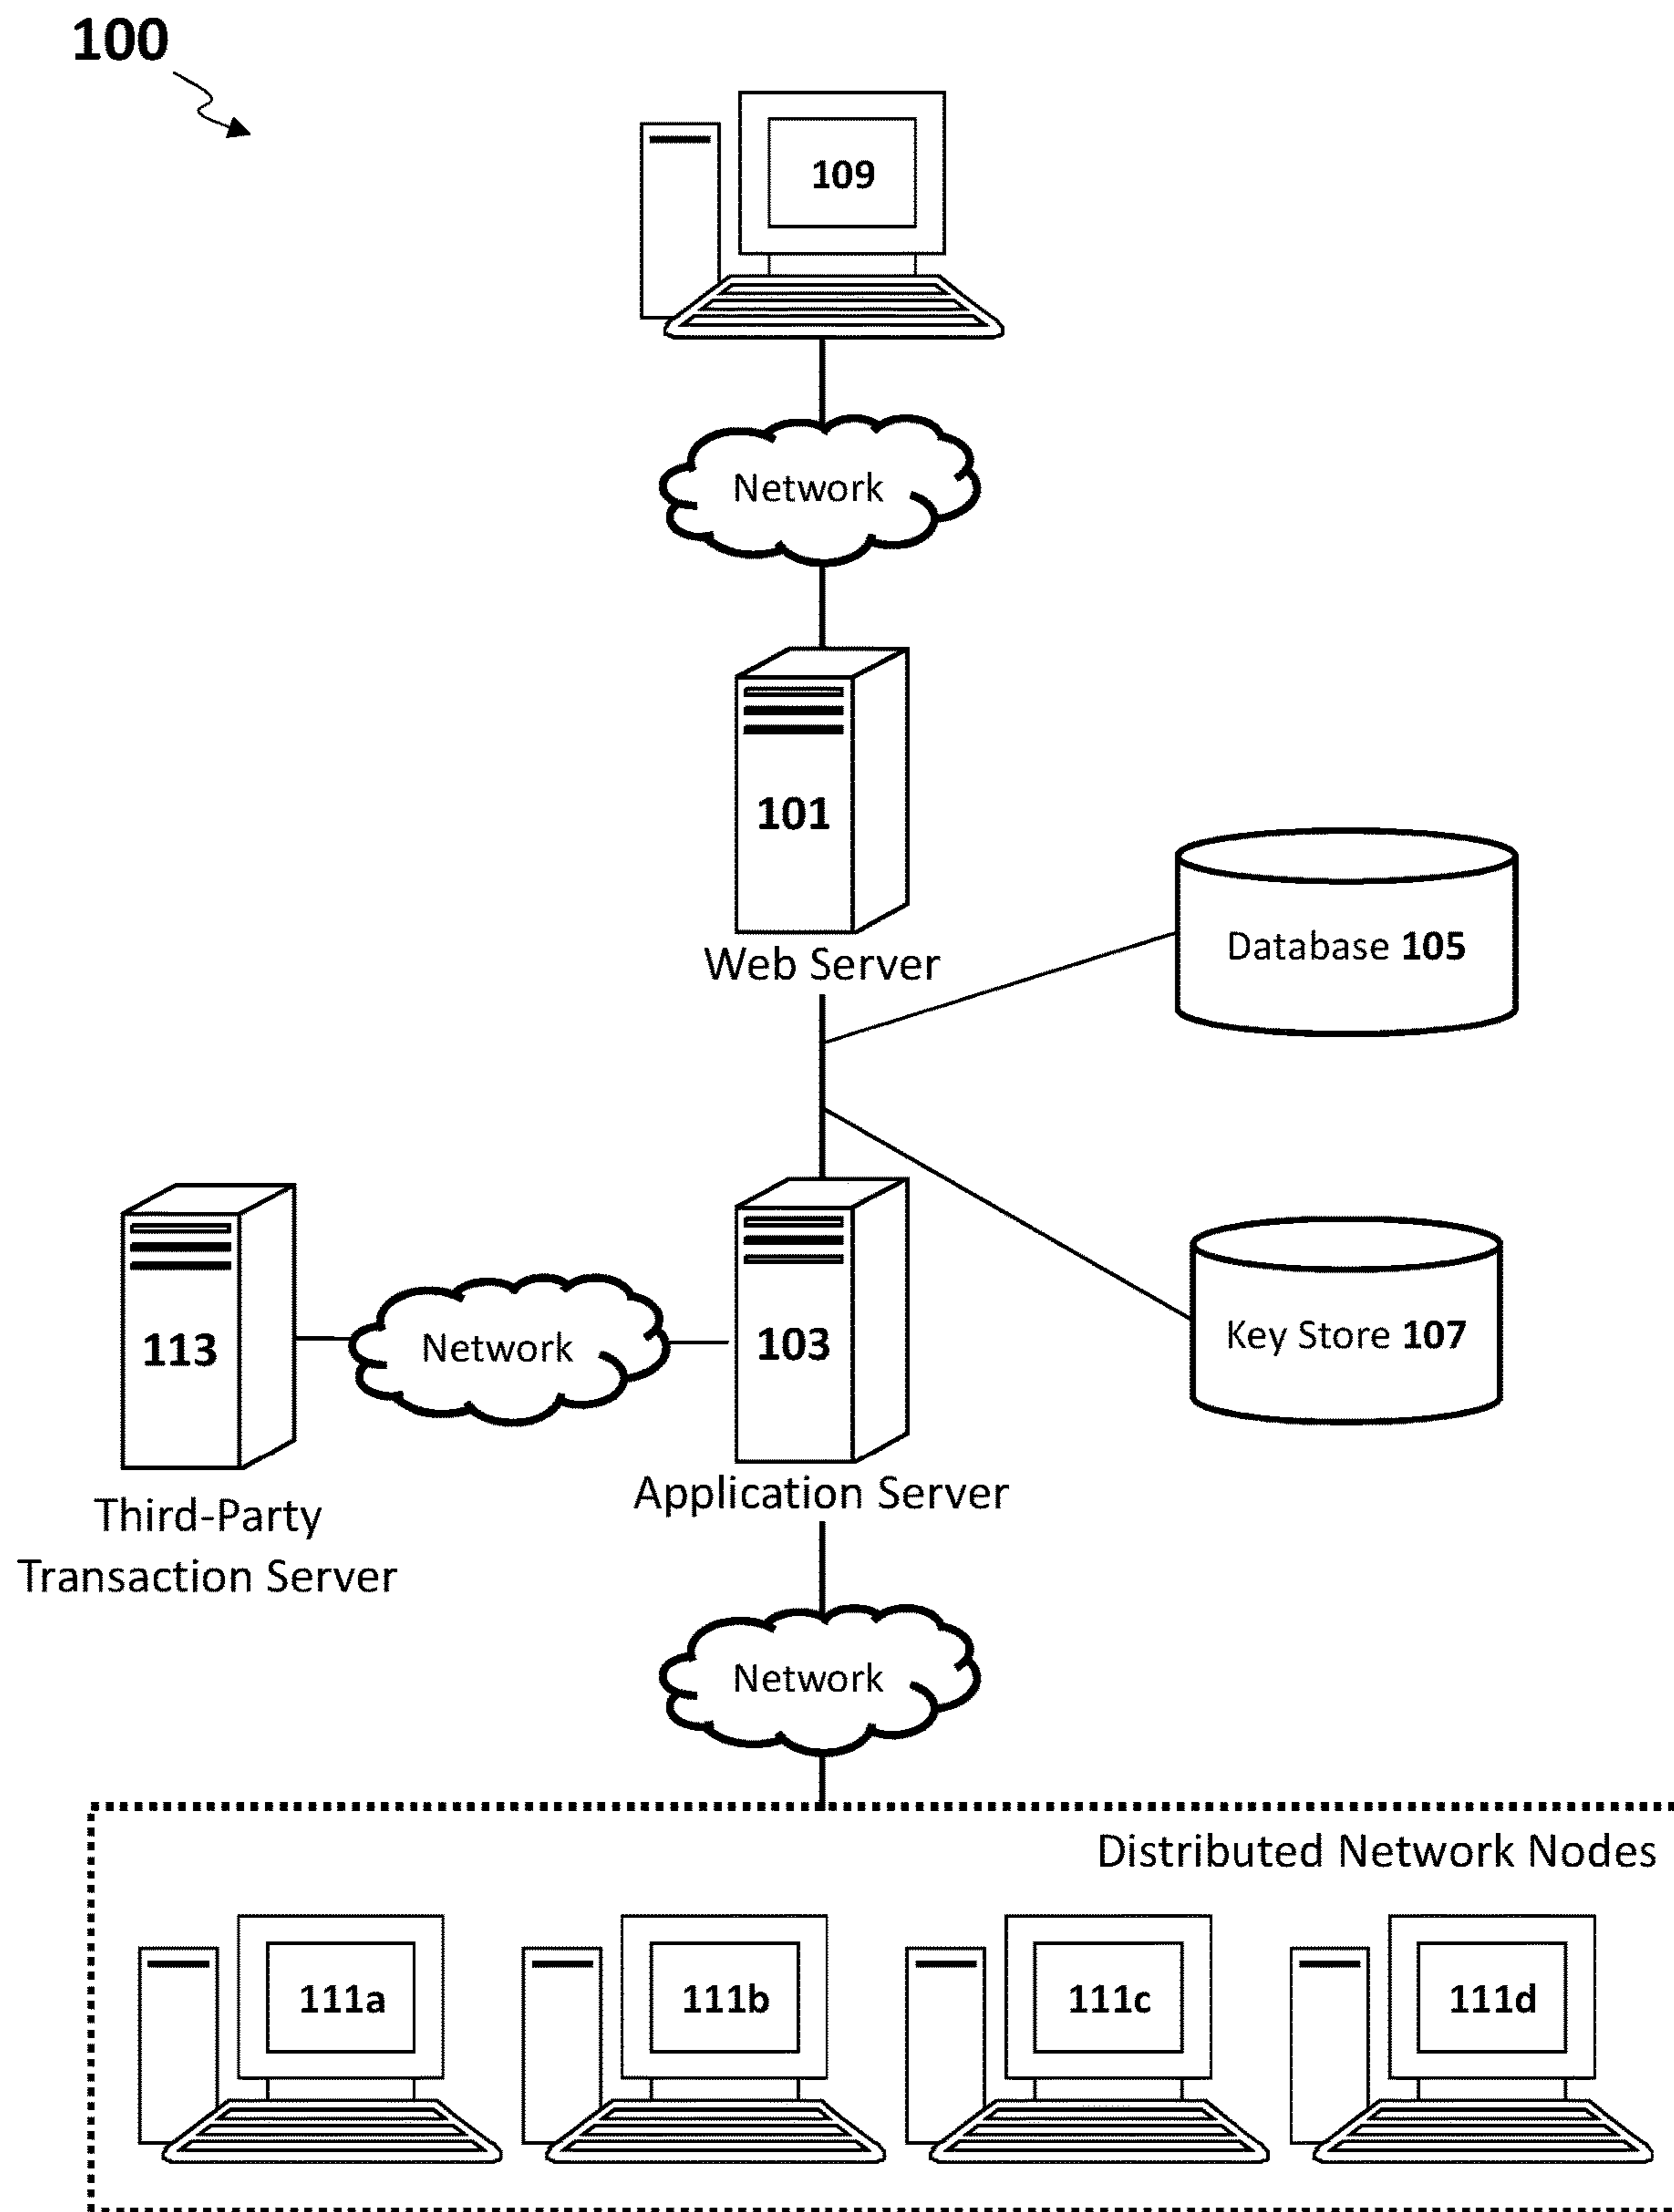 100
109
Network
101
Web Server
Database 105
113
Network
103
Key Store 107
Third-Party
Transaction Server
Application Server
Network
Distributed Network Nodes
111a
111b
111c
111d